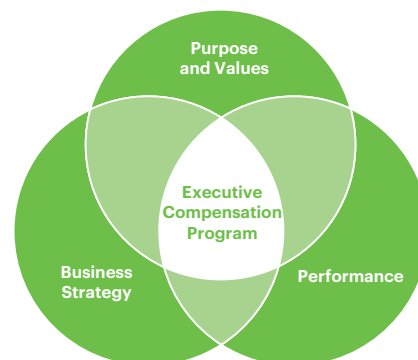 Purpose
and Values
Executive
Compensation
Program
Business
Strategy
Performance